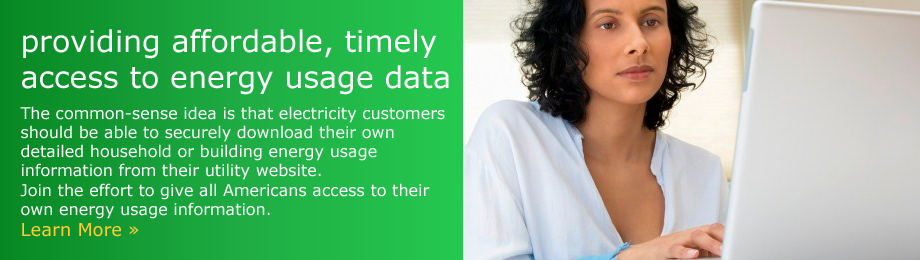 providing affordable, timely
access to energy usage data
The common-sense idea is that electricity customers
should be able to securely download their own
detailed household or building energy usage
information from their utility website.
Join the effort to give all Americans access to their
own energy usage information.
Learn More »